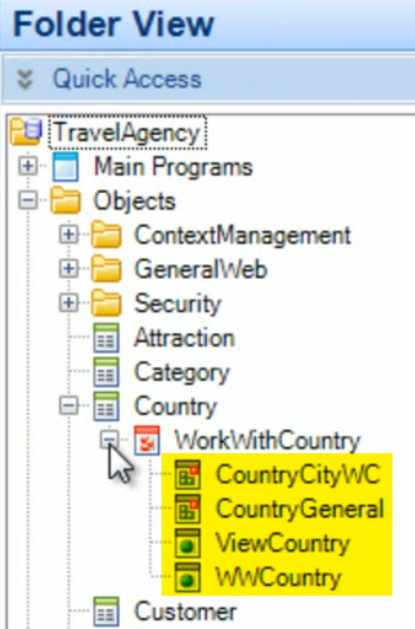 Folder View
Quick Access
TravelAgency
Main Programs
Objects
ContextManagement
GeneralWeb
Security
Attraction
Category
Country
WorkWithCountry
CountryCityWC
CountryGeneral
ViewCountry
WWCountry
Customer